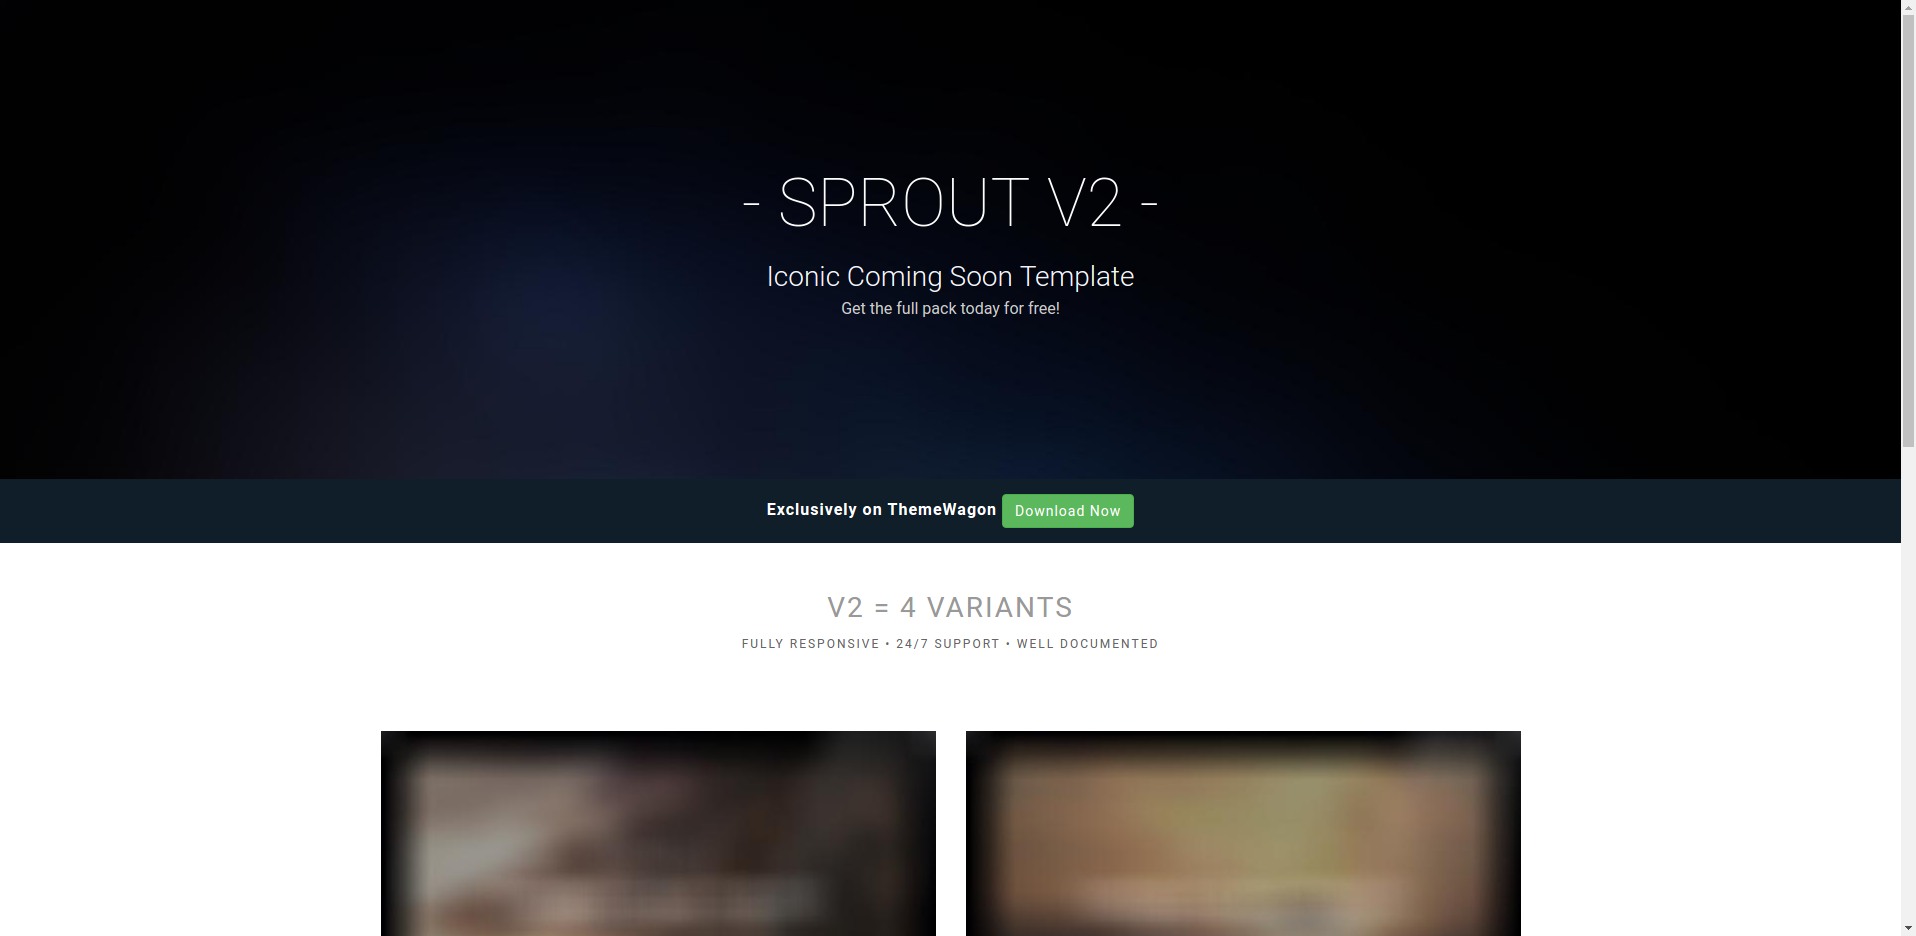 - SPROUT V2 -
Iconic Coming Soon Template
Get the full pack today for free!
Exclusively on ThemeWagon Download Now
V2 = 4 VARIANTS
FULLY RESPONSIVE • 24/7 SUPPORT • WELL DOCUMENTED